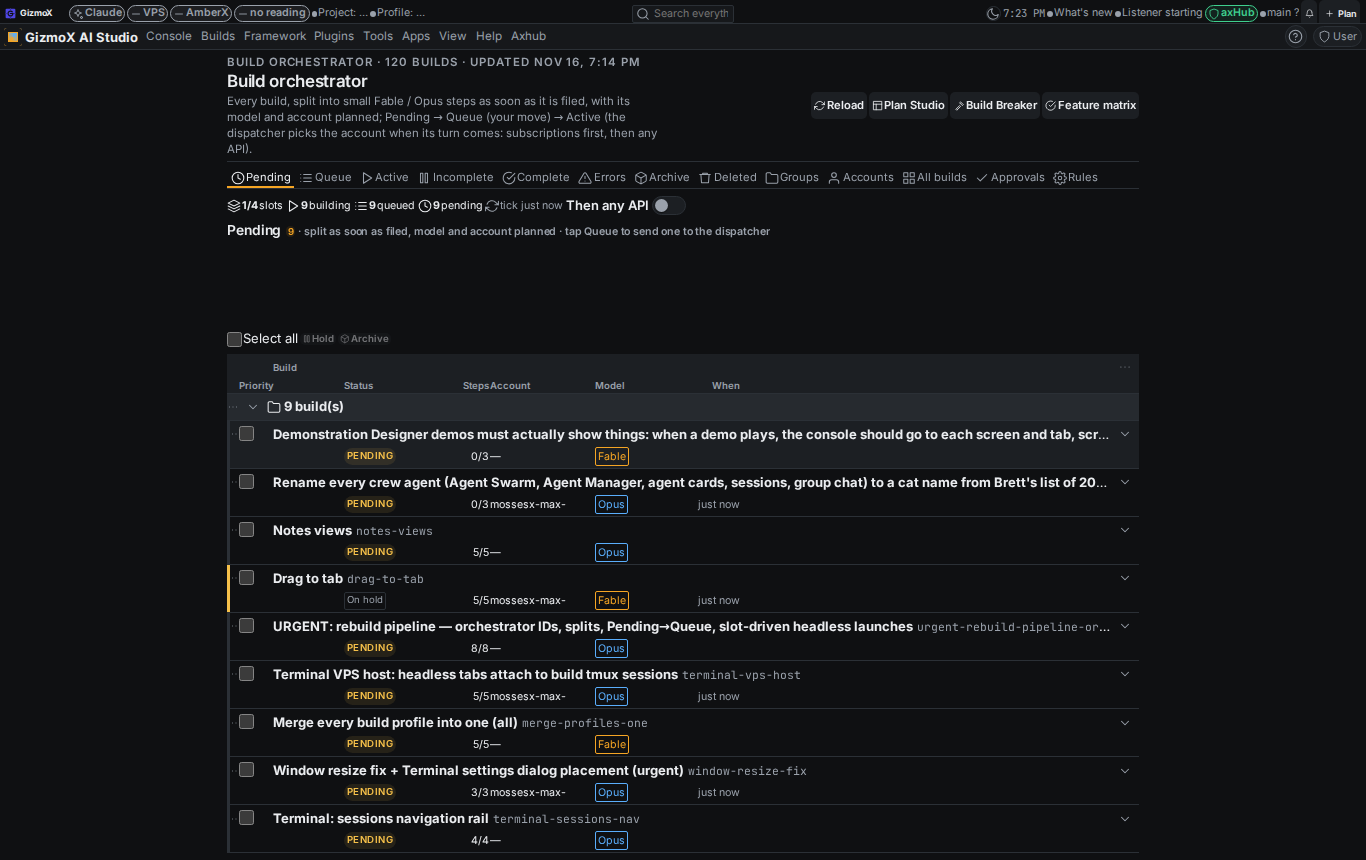 GizmoX Claude VPS AmberX no reading Project: ... Profile: ... Search everyth 7:23 PM What's new Listener starting axHub main ? Plan
GizmoX AI Studio Console Builds Framework Plugins Tools Apps View Help Axhub User
BUILD ORCHESTRATOR · 120 BUILDS · UPDATED NOV 16, 7:14 PM
Build orchestrator
Every build, split into small Fable / Opus steps as soon as it is filed, with its
model and account planned; Pending → Queue (your move) → Active (the
dispatcher picks the account when its turn comes: subscriptions first, then any
API).
Reload Plan Studio Build Breaker Feature matrix
Pending Queue Active Incomplete Complete Errors Archive Deleted Groups Accounts All builds Approvals Rules
1/4 slots 9 building 9 queued 9 pending tick just now Then any API
Pending 9 · split as soon as filed, model and account planned · tap Queue to send one to the dispatcher
Select all Hold Archive
Build ...
Priority Status Steps Account Model When
9 build(s)
Demonstration Designer demos must actually show things: when a demo plays, the console should go to each screen and tab, scr...
PENDING 0/3 — Fable
Rename every crew agent (Agent Swarm, Agent Manager, agent cards, sessions, group chat) to a cat name from Brett's list of 20...
PENDING 0/3 mossesx-max- Opus just now
Notes views notes-views
PENDING 5/5 — Opus
Drag to tab drag-to-tab
On hold 5/5 mossesx-max- Fable just now
URGENT: rebuild pipeline — orchestrator IDs, splits, Pending→Queue, slot-driven headless launches urgent-rebuild-pipeline-or...
PENDING 8/8 — Opus
Terminal VPS host: headless tabs attach to build tmux sessions terminal-vps-host
PENDING 5/5 mossesx-max- Opus just now
Merge every build profile into one (all) merge-profiles-one
PENDING 5/5 — Fable
Window resize fix + Terminal settings dialog placement (urgent) window-resize-fix
PENDING 3/3 mossesx-max- Opus just now
Terminal: sessions navigation rail terminal-sessions-nav
PENDING 4/4 — Opus